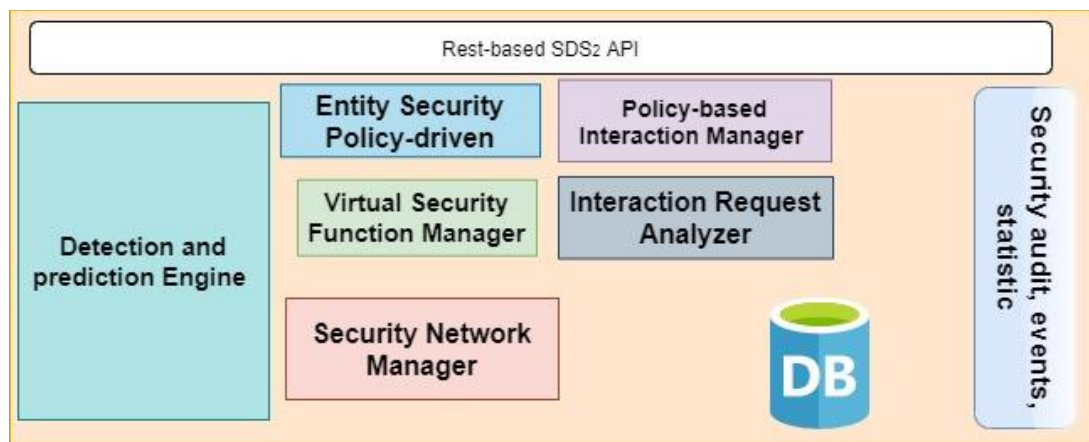 Rest-based SDS2 API
Detection and
prediction Engine
Entity Security
Policy-driven
Policy-based
Interaction Manager
Virtual Security
Function Manager
Interaction Request
Analyzer
Security Network
Manager
DB
Security audit, events,
statistic